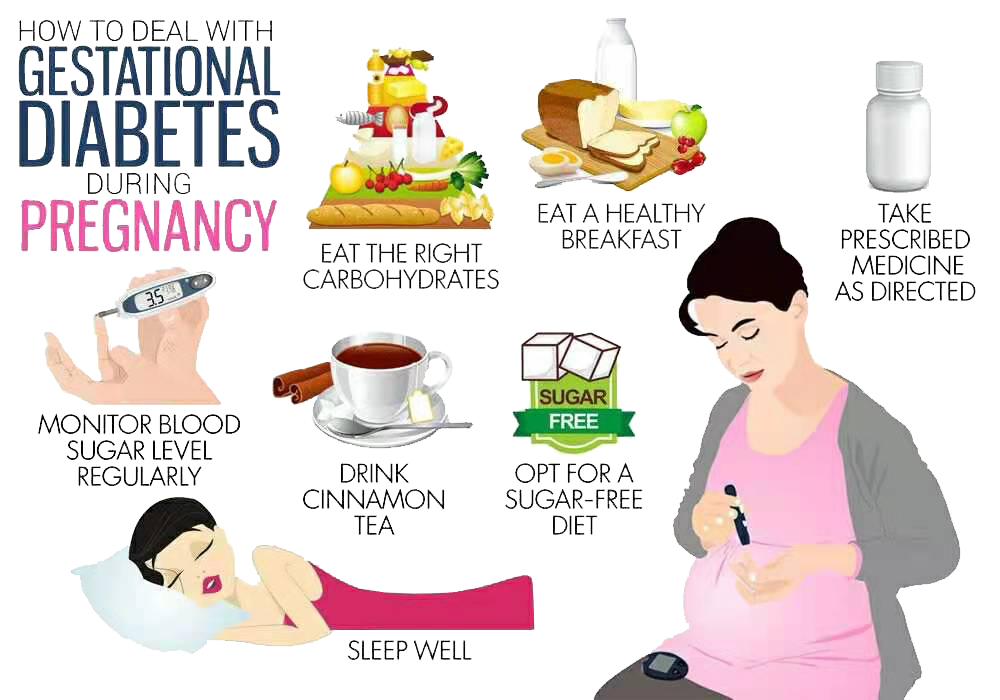 HOW TO DEAL WITH
GESTATIONAL
DIABETES
DURING
PREGNANCY
EAT THE RIGHT
CARBOHYDRATES
EAT A HEALTHY
BREAKFAST
TAKE
PRESCRIBED
MEDICINE
AS DIRECTED
3.5
MONITOR BLOOD
SUGAR LEVEL
REGULARLY
DRINK
CINNAMON
TEA
SUGAR
FREE
OPT FOR A
SUGAR-FREE
DIET
SLEEP WELL